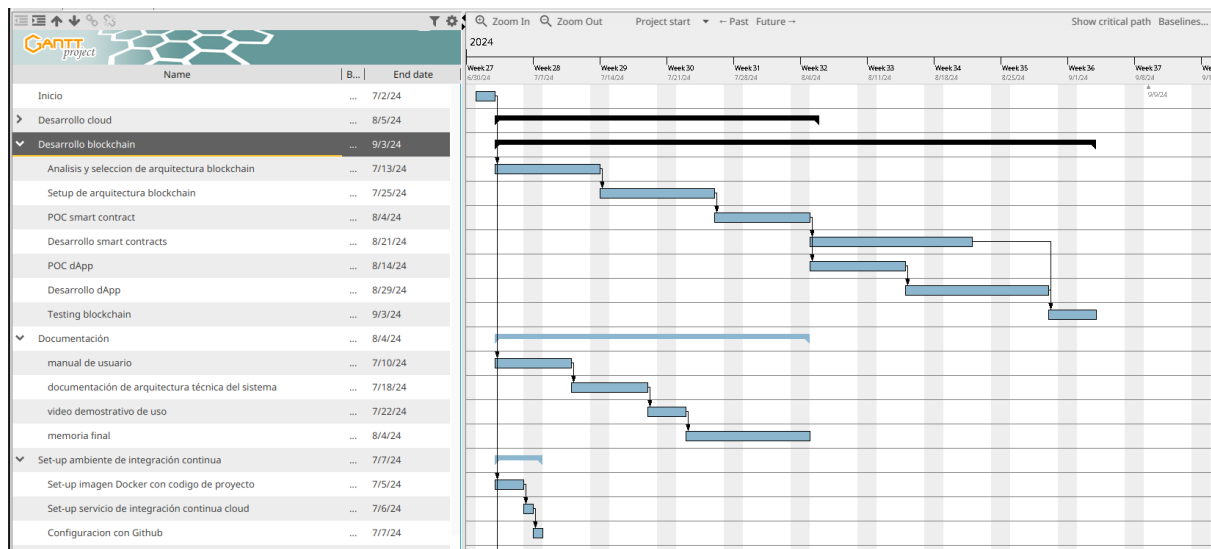 Zoom In Zoom Out Project start ← Past Future → Show critical path Baselines...
GANTT project
2024
Week 27 Week 28 Week 29 Week 30 Week 31 Week 32 Week 33 Week 34 Week 35 Week 36 Week 37
6/30/24 7/7/24 7/14/24 7/21/24 7/28/24 8/4/24 8/11/24 8/18/24 8/25/24 9/1/24 9/8/24
Name B... End date
9/9/24
Inicio ... 7/2/24
Desarrollo cloud ... 8/5/24
Desarrollo blockchain ... 9/3/24
Analisis y seleccion de arquitectura blockchain ... 7/13/24
Setup de arquitectura blockchain ... 7/25/24
POC smart contract ... 8/4/24
Desarrollo smart contracts ... 8/21/24
POC dApp ... 8/14/24
Desarrollo dApp ... 8/29/24
Testing blockchain ... 9/3/24
Documentación ... 8/4/24
manual de usuario ... 7/10/24
documentación de arquitectura técnica del sistema ... 7/18/24
video demostrativo de uso ... 7/22/24
memoria final ... 8/4/24
Set-up ambiente de integración continua ... 7/7/24
Set-up imagen Docker con codigo de proyecto ... 7/5/24
Set-up servicio de integración continua cloud ... 7/6/24
Configuracion con Github ... 7/7/24